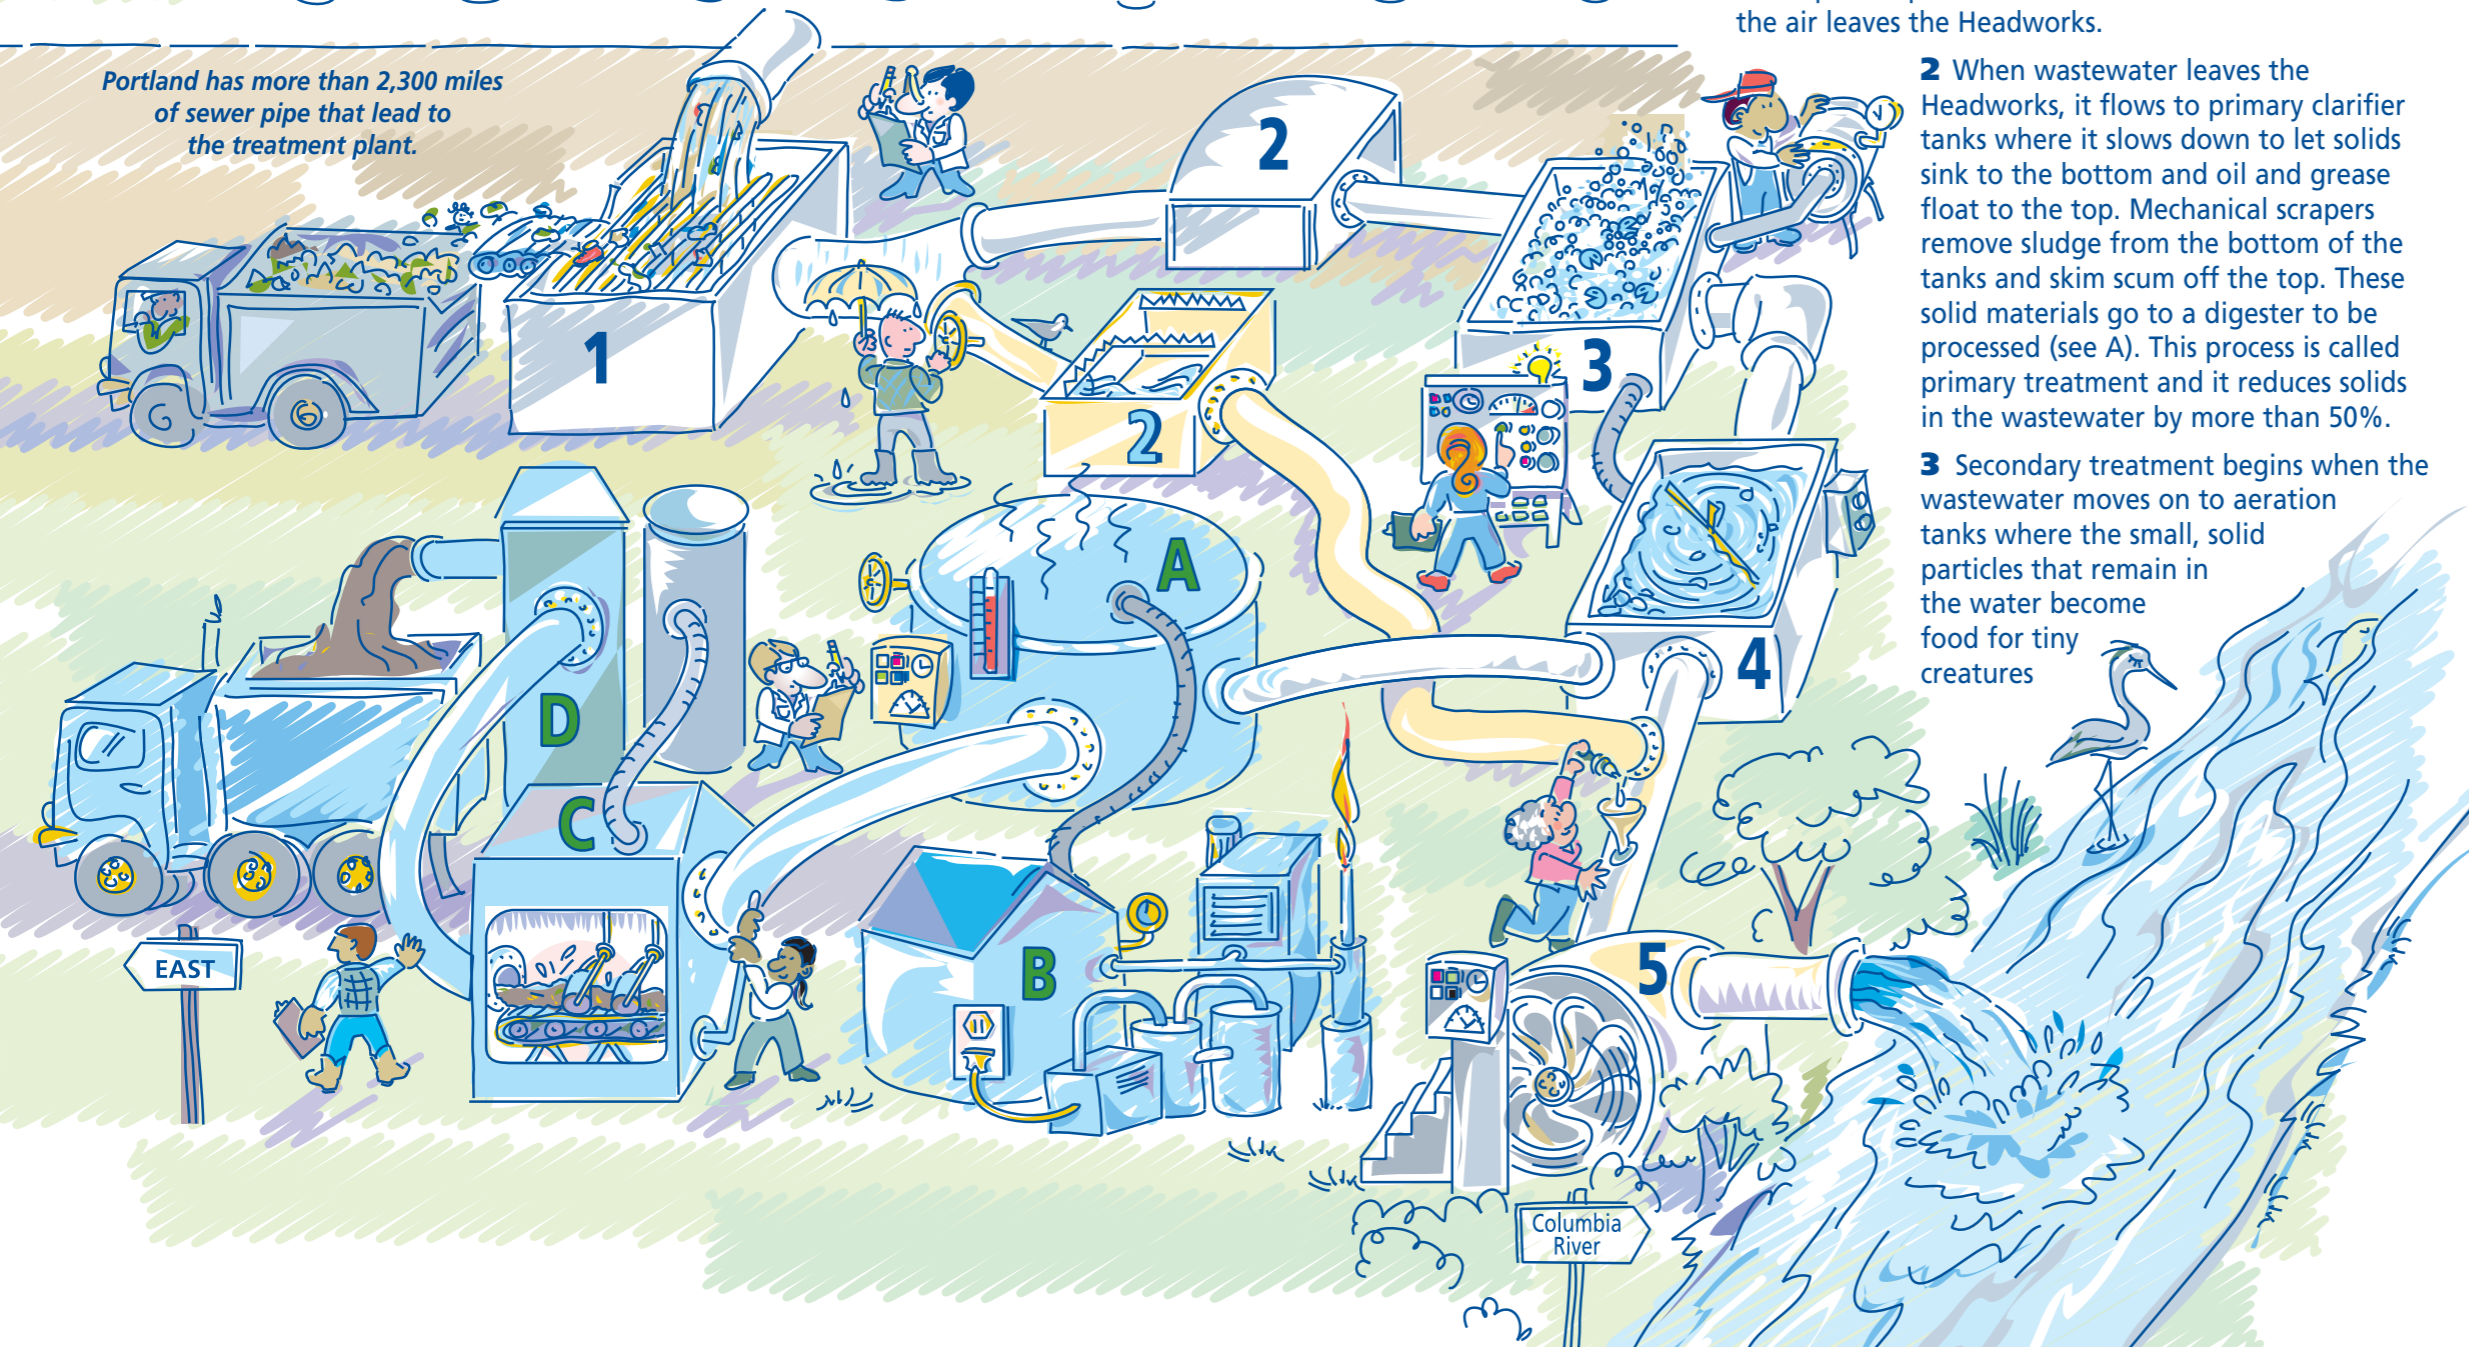 the air leaves the Headworks.
Portland has more than 2,300 miles
of sewer pipe that lead to
the treatment plant.
2 When wastewater leaves the
Headworks, it flows to primary clarifier
tanks where it slows down to let solids
sink to the bottom and oil and grease
float to the top. Mechanical scrapers
remove sludge from the bottom of the
tanks and skim scum off the top. These
solid materials go to a digester to be
processed (see A). This process is called
primary treatment and it reduces solids
in the wastewater by more than 50%.
3 Secondary treatment begins when the
wastewater moves on to aeration
tanks where the small, solid
particles that remain in
the water become
food for tiny
creatures
1
2
2
3
4
5
A
B
C
D
EAST
Columbia
River